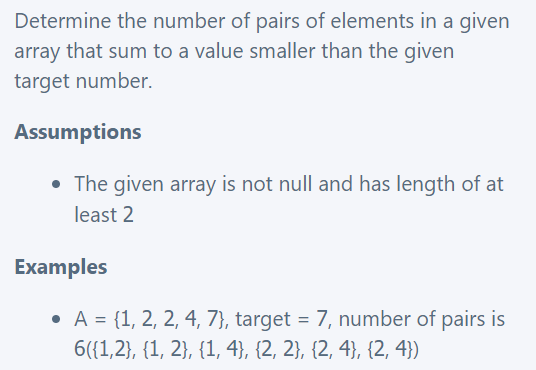 Determine the number of pairs of elements in a given
array that sum to a value smaller than the given
target number.
Assumptions
• The given array is not null and has length of at
least 2
Examples
• A = {1, 2, 2, 4, 7}, target = 7, number of pairs is
6({1,2}, {1, 2}, {1, 4}, {2, 2}, {2, 4}, {2, 4})